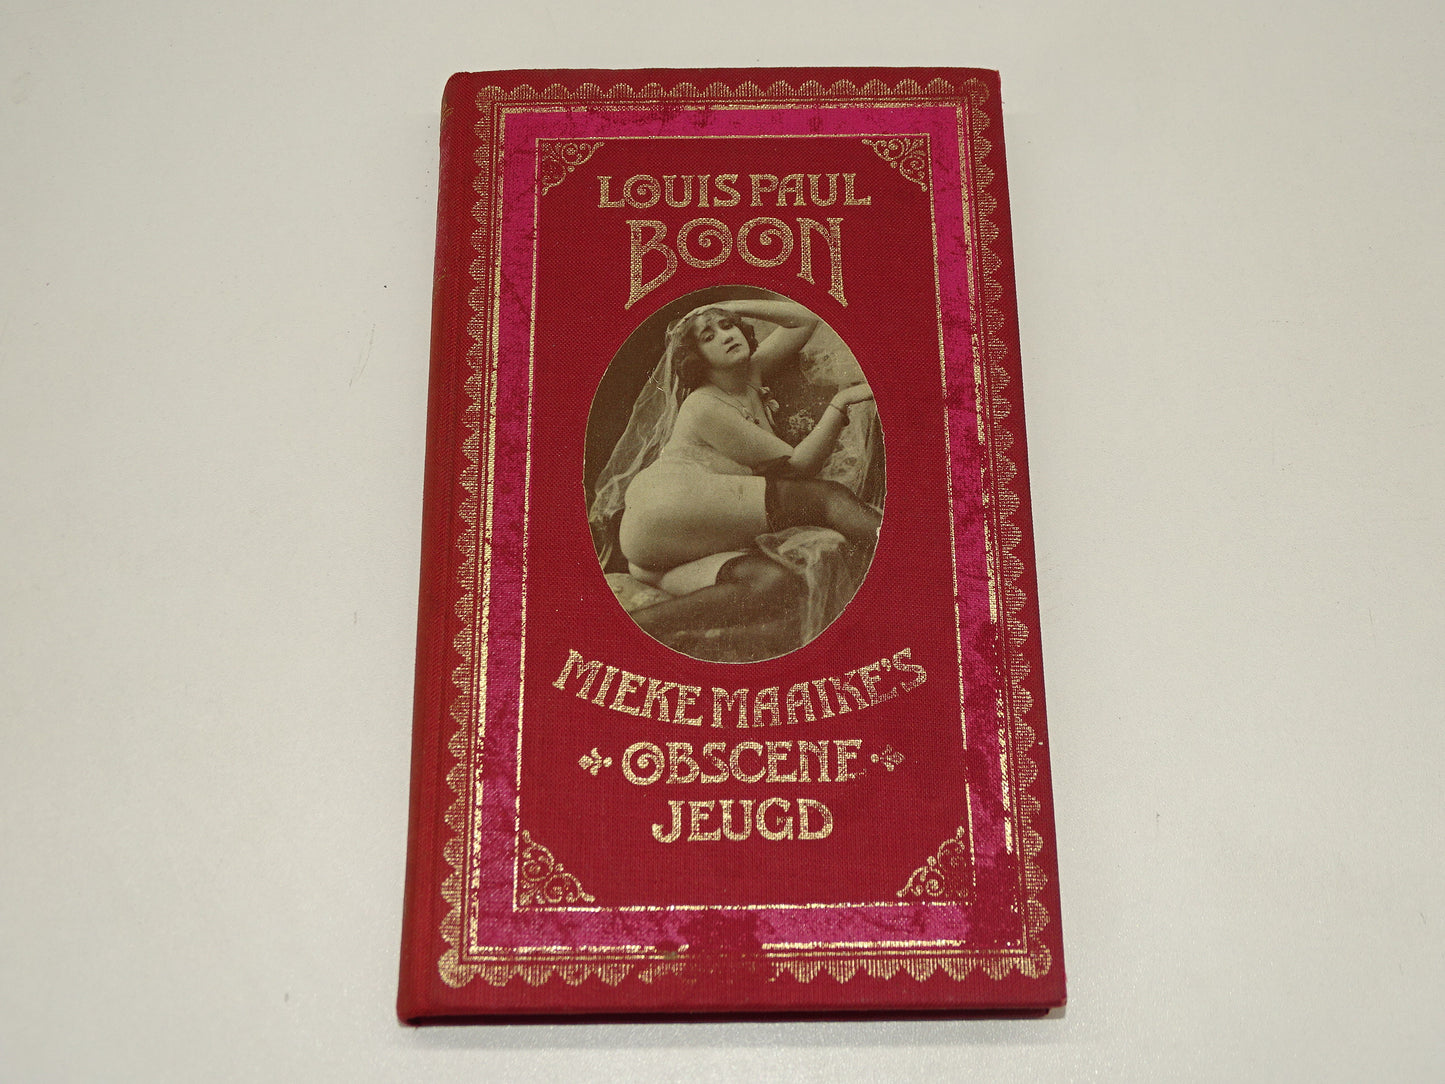 LOUIS PAUL
BOON
MIEKE MAAIKE'S
OBSCENE
JEUGD